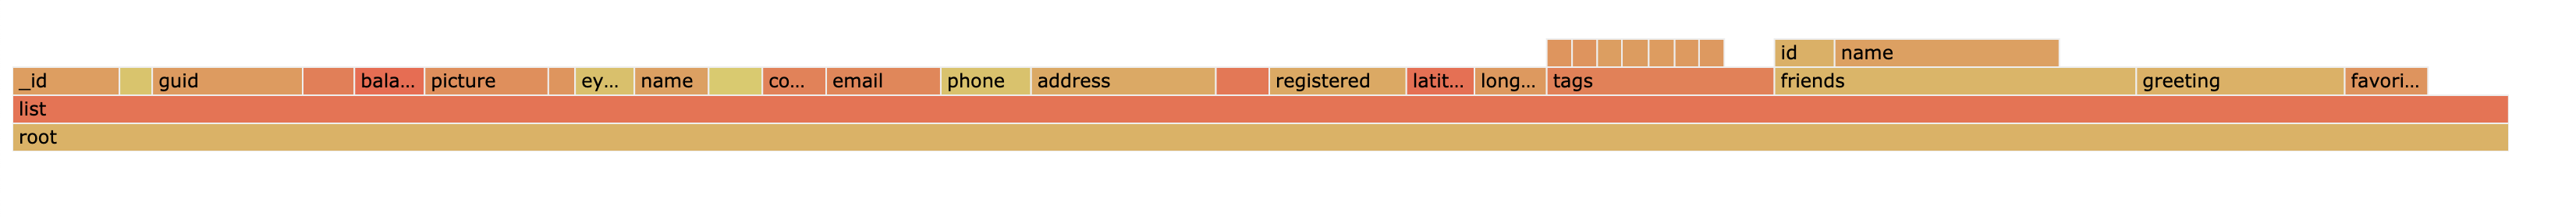 id name
_id guid bala... picture ey... name co... email phone address registered latit... long... tags friends greeting favori...
list
root